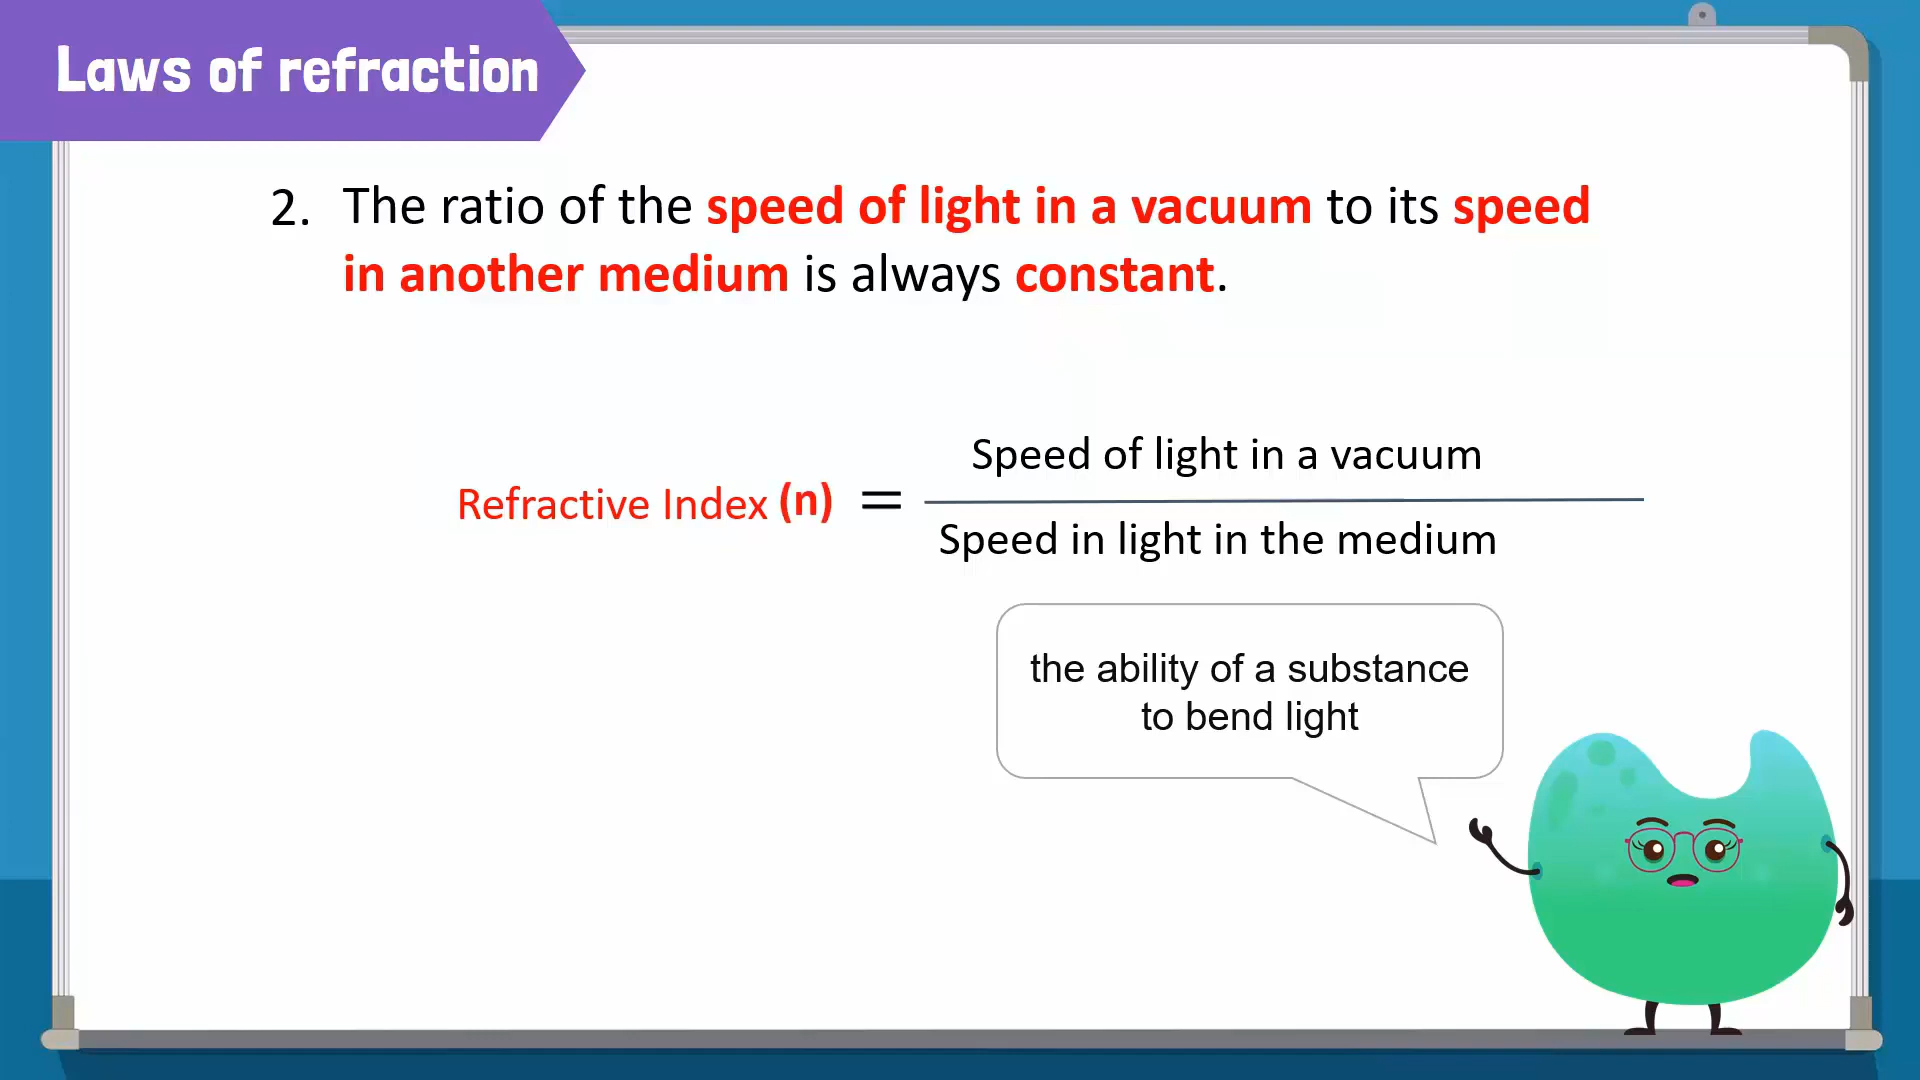 Laws of refraction
2. The ratio of the speed of light in a vacuum to its speed
in another medium is always constant.
Speed of light in a vacuum
Refractive Index (n) =
Speed in light in the medium
the ability of a substance
to bend light